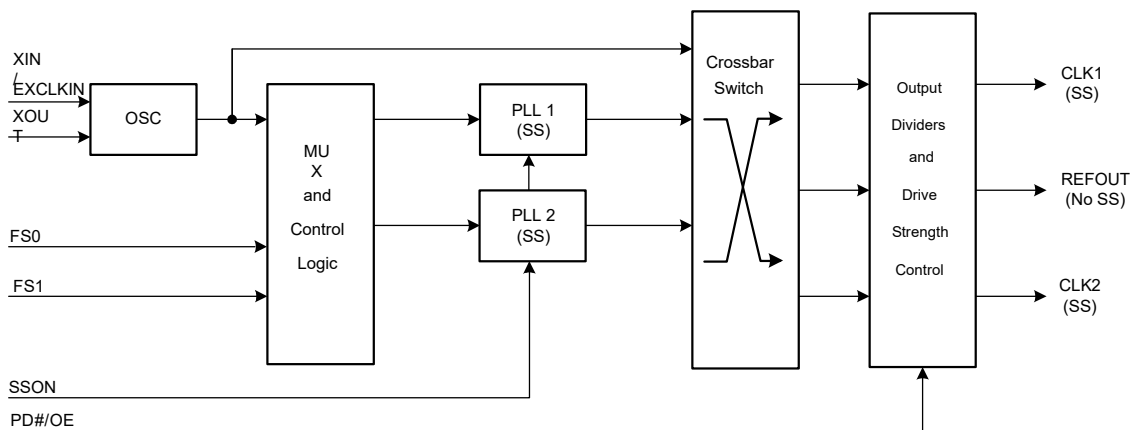 XIN
/
EXCLKIN
XOU
T
OSC
FS0
FS1
SSON
PD#/OE
MU
X
and
Control
Logic
PLL 1
(SS)
PLL 2
(SS)
Crossbar
Switch
Output
Dividers
and
Drive
Strength
Control
CLK1
(SS)
REFOUT
(No SS)
CLK2
(SS)